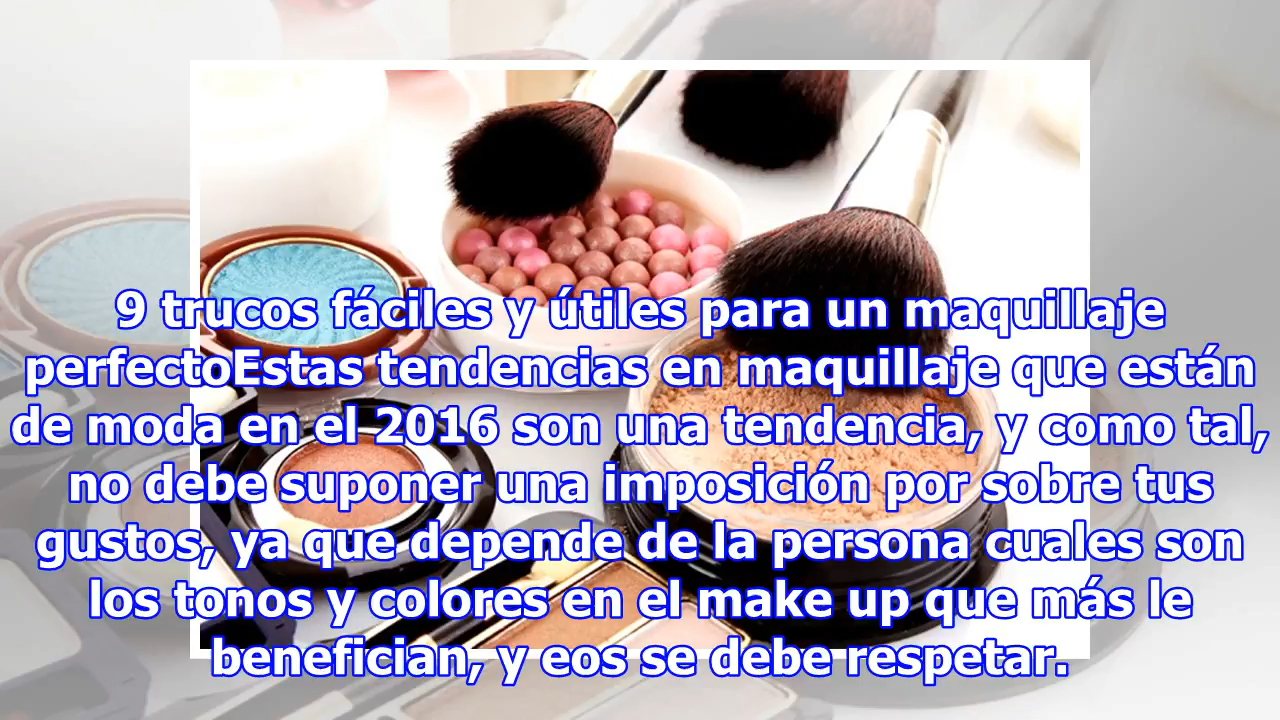 9 trucos fáciles y útiles para un maquillaje
perfectoEstas tendencias en maquillaje que están
de moda en el 2016 son una tendencia, y como tal,
no debe suponer una imposición por sobre tus
gustos, ya que depende de la persona cuales son
los tonos y colores en el make up que más le
benefician, y eos se debe respetar.